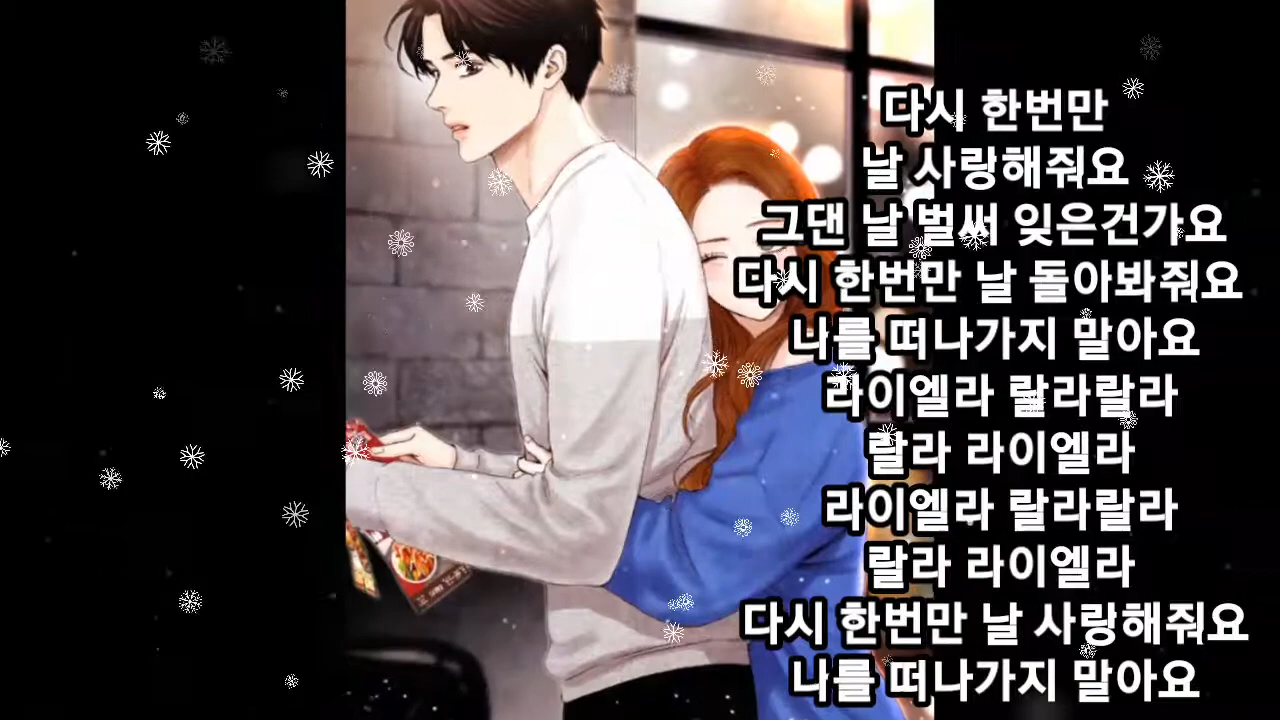 다시 한번만
날 사랑해줘요
그댄 날 벌써 잊은건가요
다시 한번만 날 돌아봐줘요
나를 떠나가지 말아요
라이엘라 랄라랄라
랄라 라이엘라
라이엘라 랄라랄라
랄라 라이엘라
다시 한번만 날 사랑해줘요
나를 떠나가지 말아요